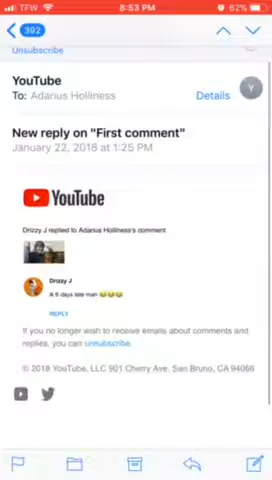 TFW 8:53 PM 62%
392
Unsubscribe
YouTube
To: Adarius Holliness Details Y
New reply on "First comment"
January 22, 2018 at 1:25 PM
YouTube
Drizzy J replied to Adarius Holliness's comment
Drizzy J
A 6 days late man 😂😂😂
REPLY
If you no longer wish to receive emails about comments and
replies, you can unsubscribe.
© 2018 YouTube, LLC 901 Cherry Ave, San Bruno, CA 94066